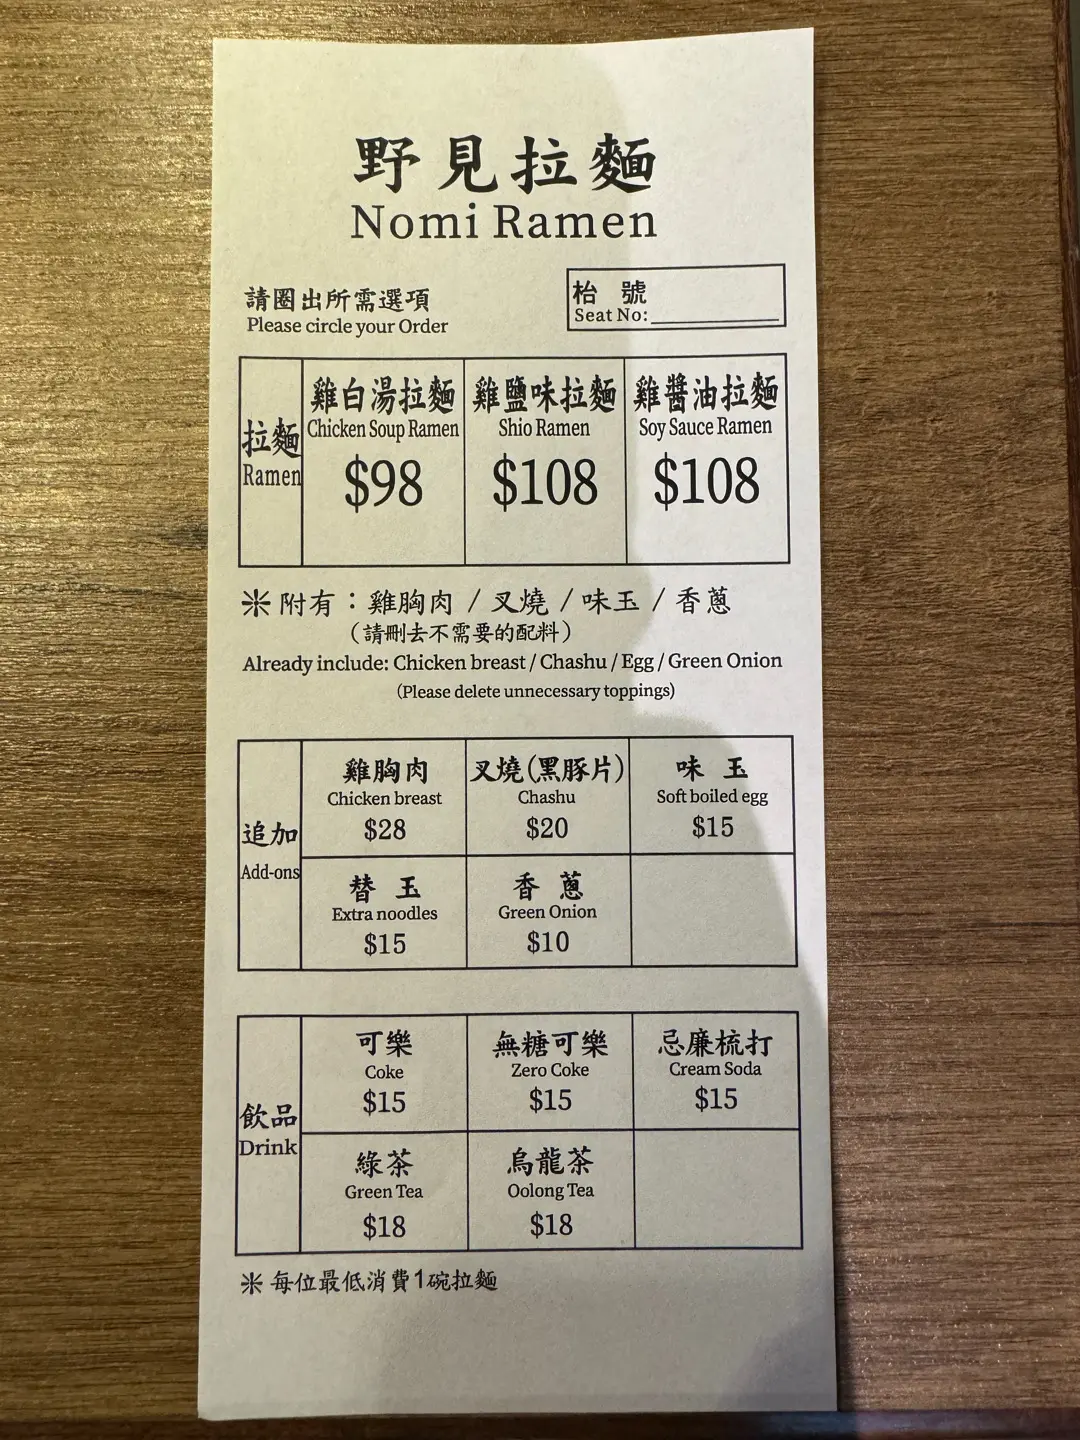 野見拉麵
Nomi Ramen
請圈出所需選項
Please circle your Order
枱 號
Seat No:
拉麵
Ramen
雞白湯拉麵
Chicken Soup Ramen
$98
雞鹽味拉麵
Shio Ramen
$108
雞醬油拉麵
Soy Sauce Ramen
$108
※ 附有：雞胸肉 / 叉燒 / 味玉 / 香蔥
（請刪去不需要的配料）
Already include: Chicken breast / Chashu / Egg / Green Onion
(Please delete unnecessary toppings)
追加
Add-ons
雞胸肉
Chicken breast
$28
叉燒(黑豚片)
Chashu
$20
味 玉
Soft boiled egg
$15
替 玉
Extra noodles
$15
香 蔥
Green Onion
$10
飲品
Drink
可樂
Coke
$15
無糖可樂
Zero Coke
$15
忌廉梳打
Cream Soda
$15
綠茶
Green Tea
$18
烏龍茶
Oolong Tea
$18
※ 每位最低消費1碗拉麵